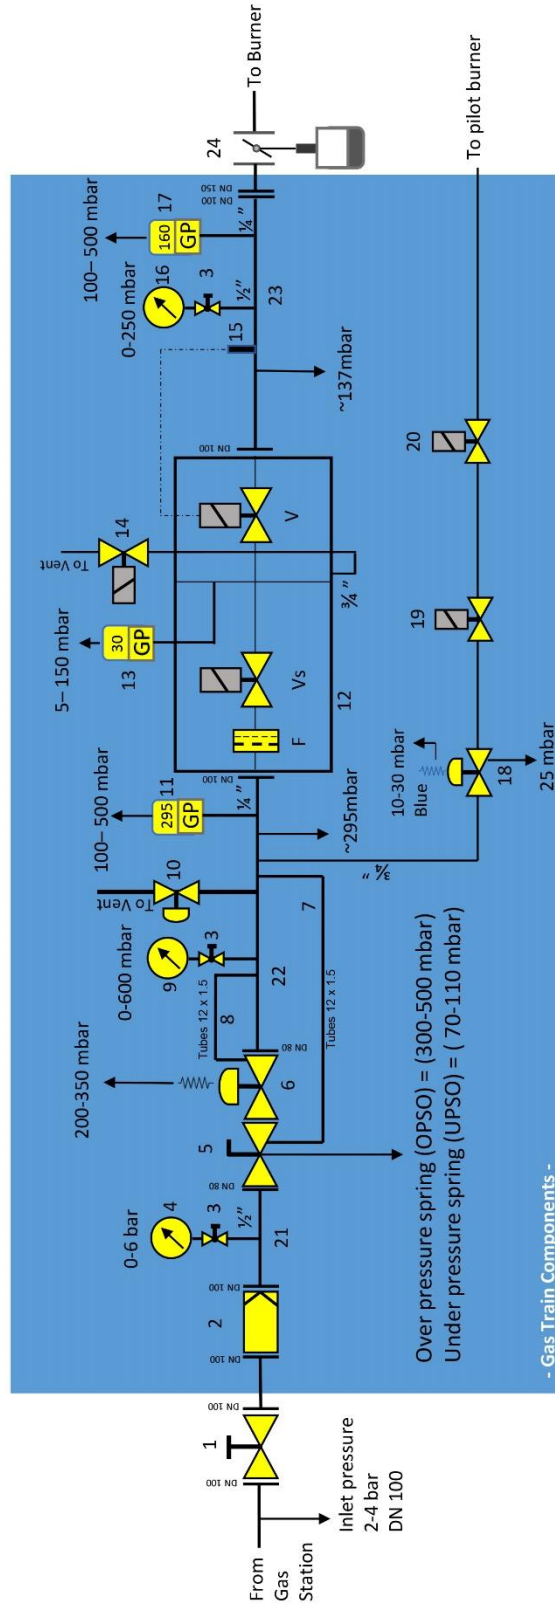 From
Gas
Station
Inlet pressure
2-4 bar
DN 100
DN 100
1
DN 100
DN 100
2
DN 100
0-6 bar
4
3
½”
21
DN 80
5
Over pressure spring (OPSO) = (300-500 mbar)
Under pressure spring (UPSO) = ( 70-110 mbar)
200-350 mbar
6
DN 80
Tubes 12 x 1.5
8
0-600 mbar
9
3
22
Tubes 12 x 1.5
7
To Vent
10
100– 500 mbar
295
GP
11
¼”
~295mbar
DN 100
¾”
F
Vs
12
5– 150 mbar
30
GP
13
To Vent
14
¾”
V
DN 100
15
~137mbar
0-250 mbar
16
3
½”
23
100– 500 mbar
160
GP
17
¼”
DN 100
DN 150
24
To Burner
10-30 mbar
Blue
18
25 mbar
19
20
To pilot burner
- Gas Train Components -